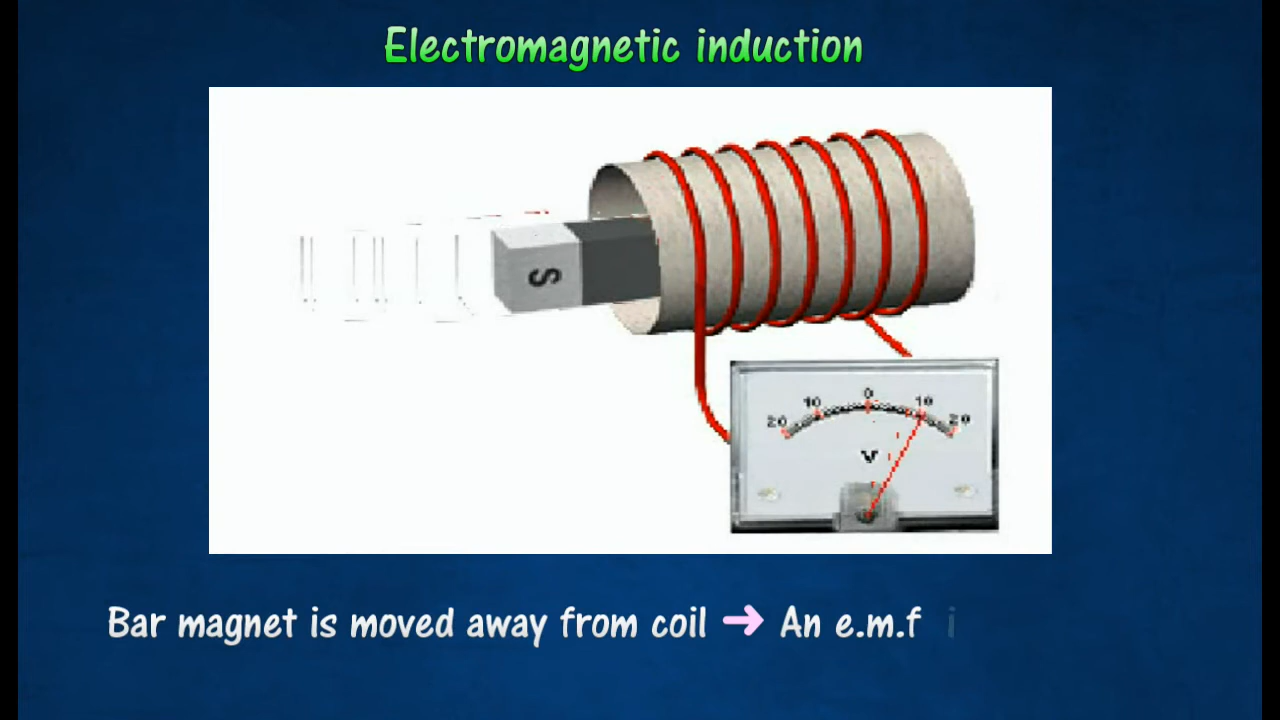 Electromagnetic induction
S
20 10 0 10 20
V
Bar magnet is moved away from coil ➔ An e.m.f i